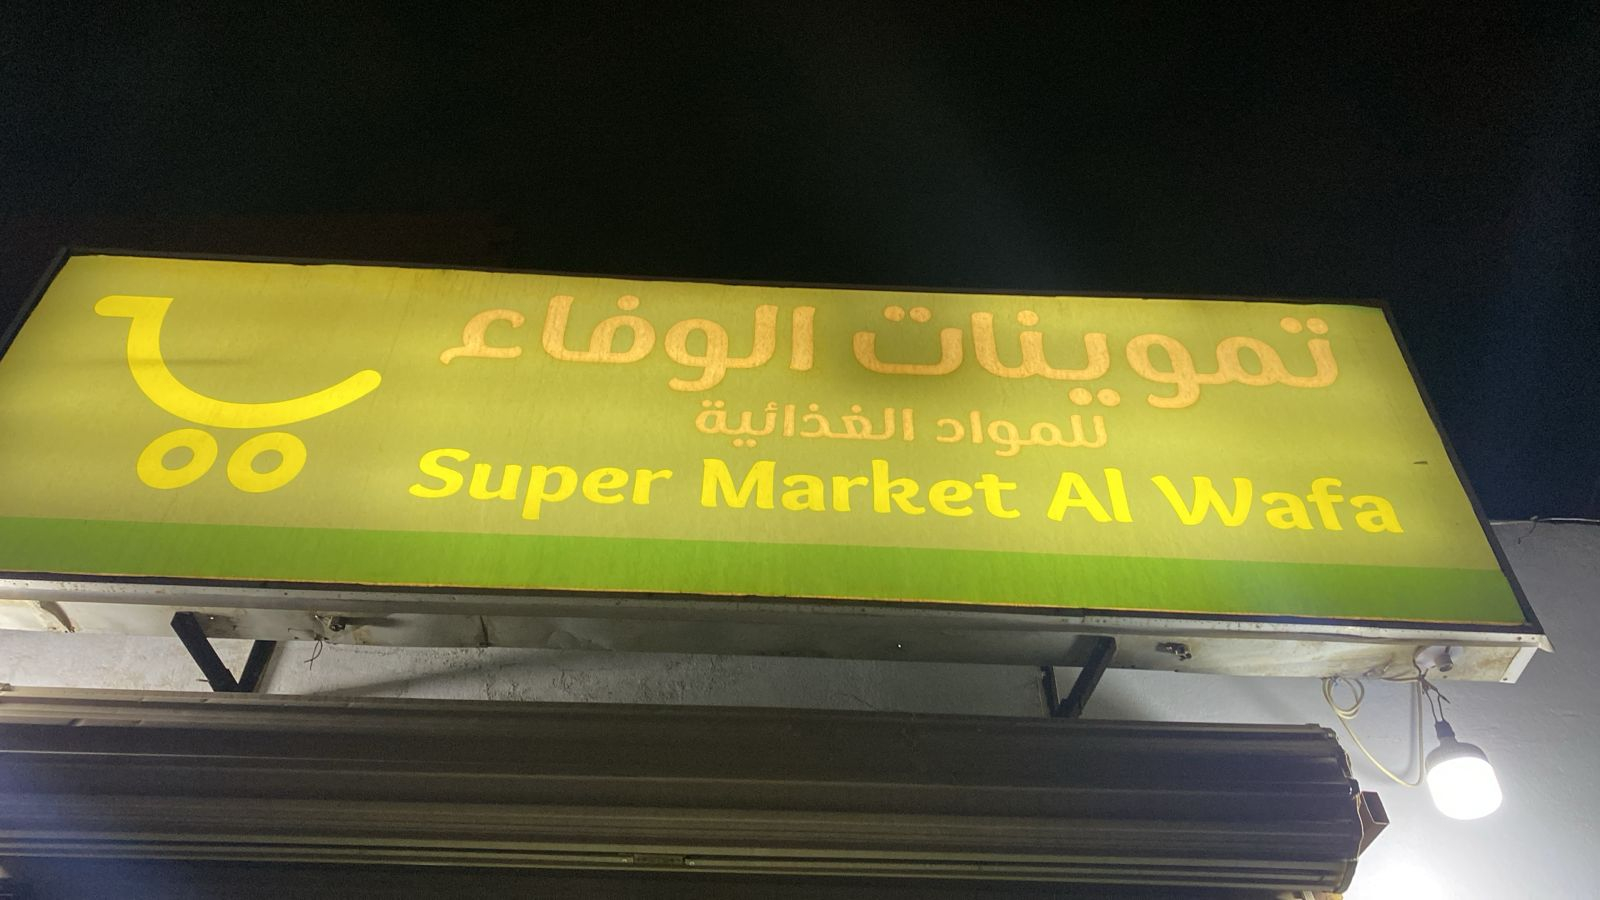 تموينات الوفاء
للمواد الغذائية
Super Market Al Wafa